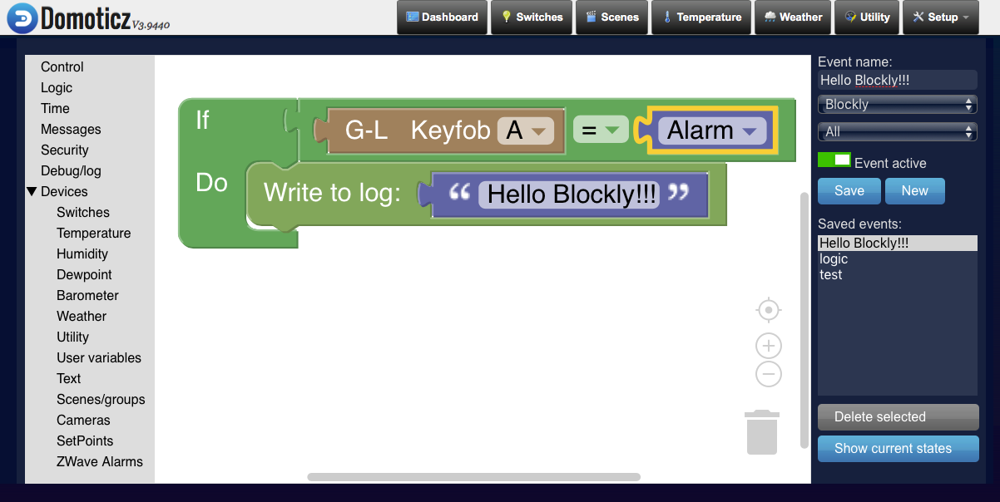 Domoticz V3.9440
Dashboard
Switches
Scenes
Temperature
Weather
Utility
Setup
Control
Logic
Time
Messages
Security
Debug/log
Devices
Switches
Temperature
Humidity
Dewpoint
Barometer
Weather
Utility
User variables
Text
Scenes/groups
Cameras
SetPoints
ZWave Alarms
If G-L Keyfob A = Alarm
Do Write to log: “ Hello Blockly!!! ”
Event name:
Hello Blockly!!!
Blockly
All
Event active
Save New
Saved events:
Hello Blockly!!!
logic
test
Delete selected
Show current states